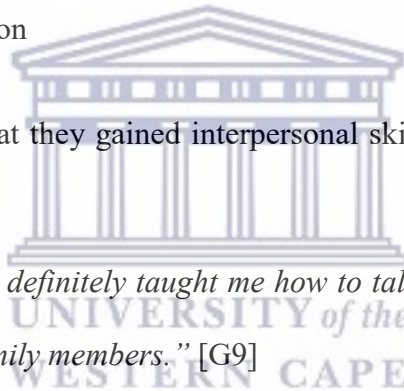 on
at they gained interpersonal ski
definitely taught me how to tal
UNIVERSITY of the
mily members.” [G9]
WESTERN CAPE